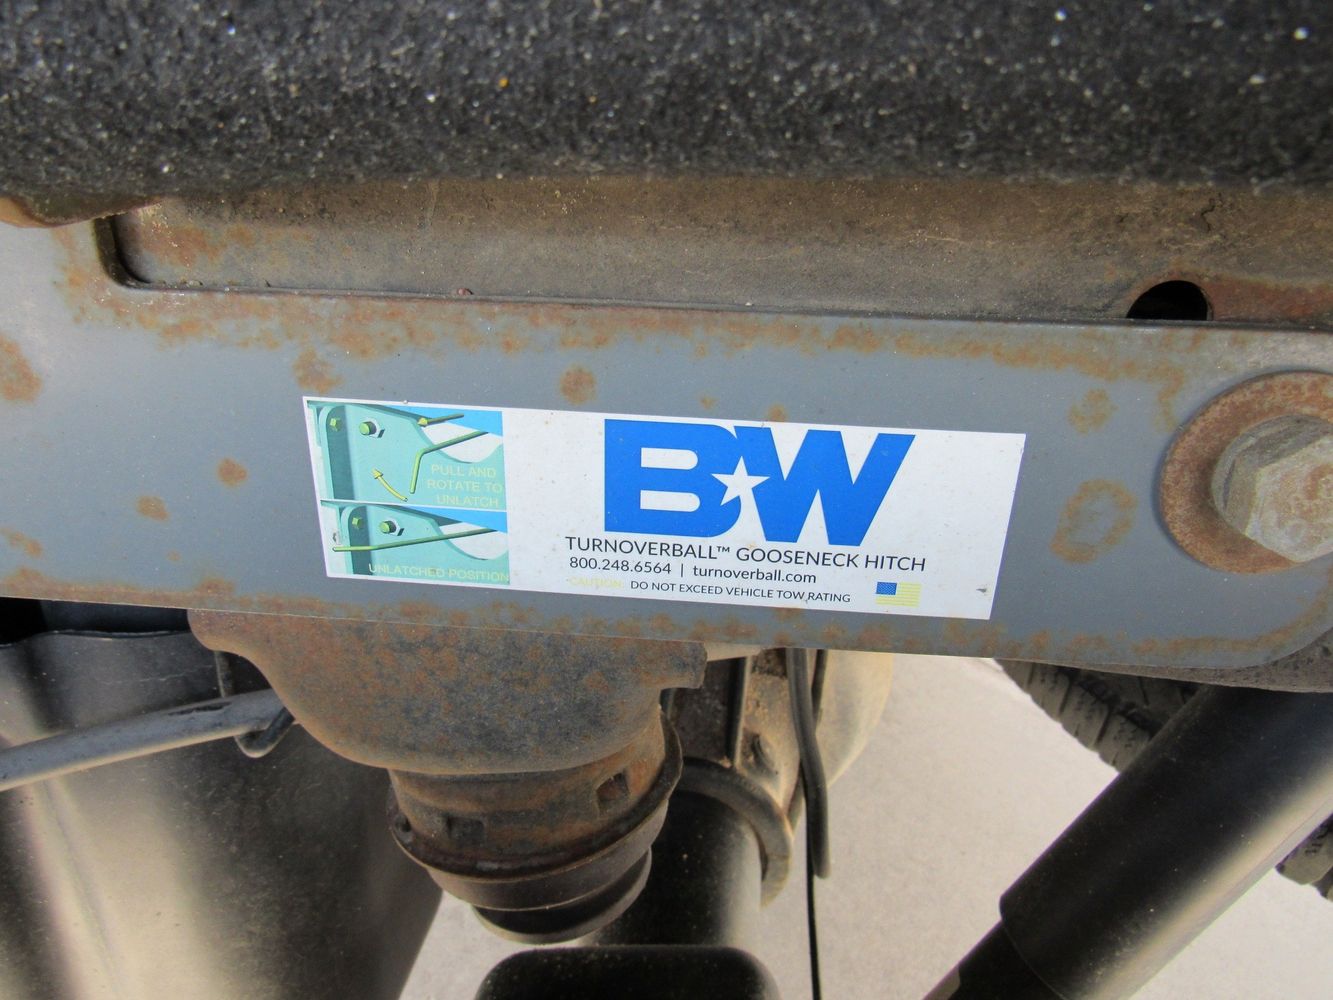 PULL AND
ROTATE TO
UNLATCH
UNLATCHED POSITION
B&W
TURNOVERBALL™ GOOSENECK HITCH
800.248.6564 | turnoverball.com
CAUTION: DO NOT EXCEED VEHICLE TOW RATING